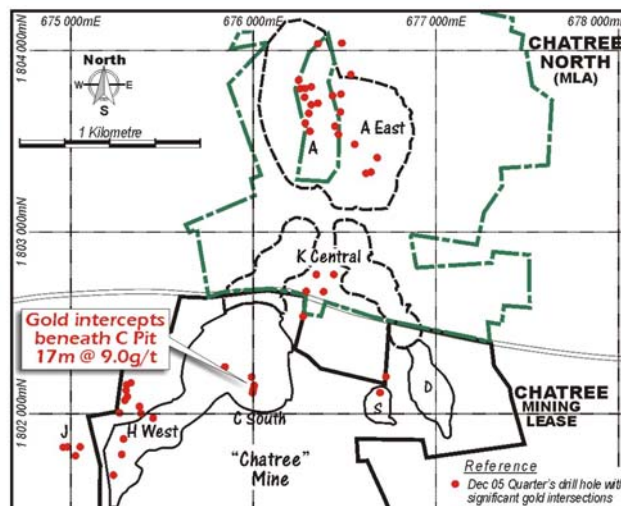 675 000mE
676 000mE
677 000mE
678 000mE
1 804 000mN
1 803 000mN
1 802 000mN
North
W
E
S
1 Kilometre
CHATREE
NORTH
(MLA)
A East
A
K Central
Gold intercepts
beneath C Pit
17m @ 9.0g/t
C South
S
D
CHATREE
MINING
LEASE
J
H West
"Chatree"
Mine
Reference
Dec 05 Quarter's drill hole with
significant gold intersections